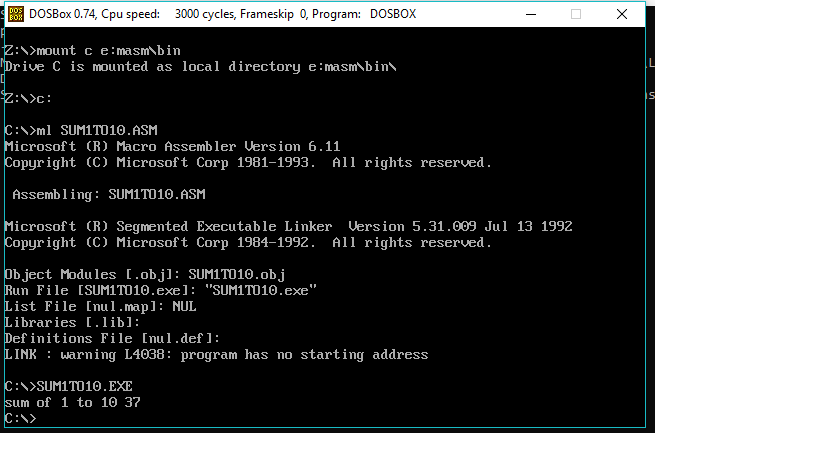 DOSBox 0.74, Cpu speed: 3000 cycles, Frameskip 0, Program: DOSBOX
Z:\>mount c e:masm\bin
Drive C is mounted as local directory e:masm\bin\
Z:\>c:
C:\>ml SUM1TO10.ASM
Microsoft (R) Macro Assembler Version 6.11
Copyright (C) Microsoft Corp 1981-1993.  All rights reserved.
Assembling: SUM1TO10.ASM
Microsoft (R) Segmented Executable Linker  Version 5.31.009 Jul 13 1992
Copyright (C) Microsoft Corp 1984-1992.  All rights reserved.
Object Modules [.obj]: SUM1TO10.obj
Run File [SUM1TO10.exe]: "SUM1TO10.exe"
List File [nul.map]: NUL
Libraries [.lib]:
Definitions File [nul.def]:
LINK : warning L4038: program has no starting address
C:\>SUM1TO10.EXE
sum of 1 to 10 37
C:\>